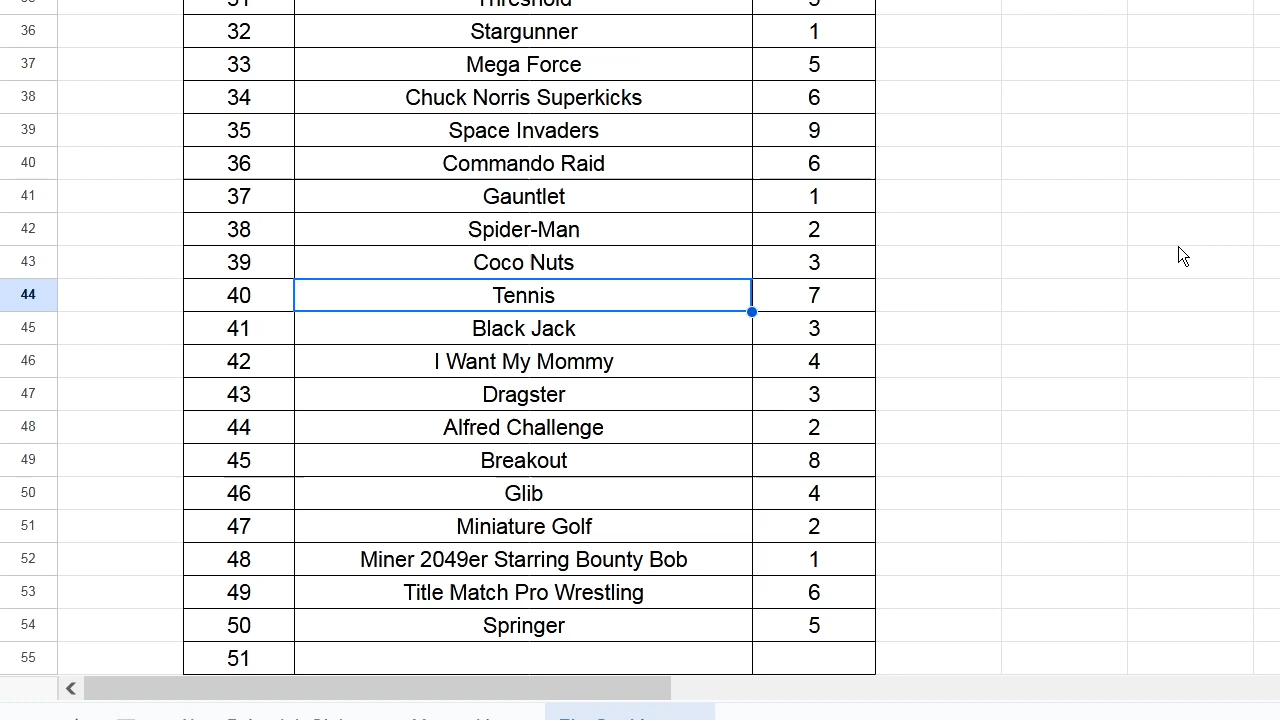 Threshold
36 32 Stargunner 1
37 33 Mega Force 5
38 34 Chuck Norris Superkicks 6
39 35 Space Invaders 9
40 36 Commando Raid 6
41 37 Gauntlet 1
42 38 Spider-Man 2
43 39 Coco Nuts 3
44 40 Tennis 7
45 41 Black Jack 3
46 42 I Want My Mommy 4
47 43 Dragster 3
48 44 Alfred Challenge 2
49 45 Breakout 8
50 46 Glib 4
51 47 Miniature Golf 2
52 48 Miner 2049er Starring Bounty Bob 1
53 49 Title Match Pro Wrestling 6
54 50 Springer 5
55 51